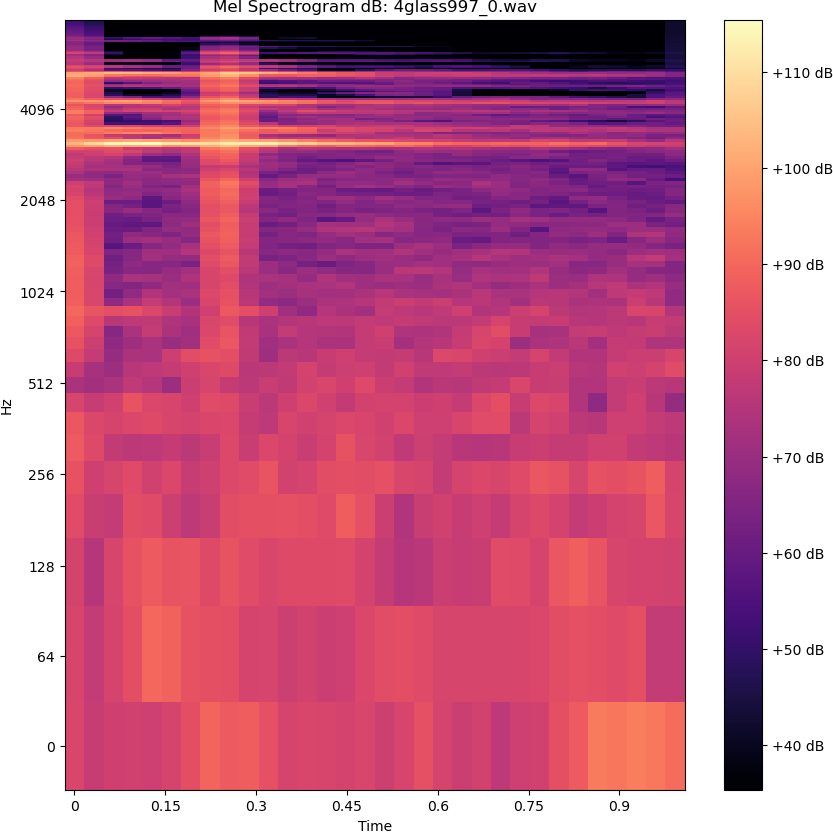 Mel Spectrogram dB: 4glass997_0.wav
4096
2048
1024
512
256
128
64
0
Hz
0 0.15 0.3 0.45 0.6 0.75 0.9
Time
+110 dB
+100 dB
+90 dB
+80 dB
+70 dB
+60 dB
+50 dB
+40 dB